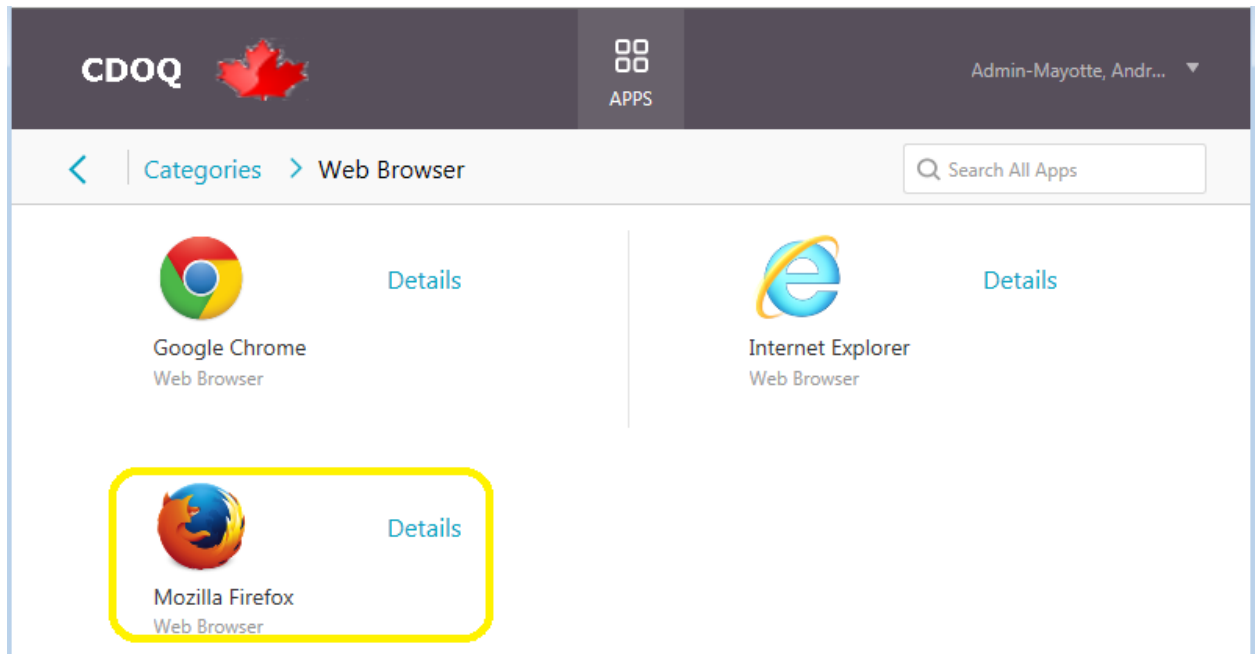 CDOQ
APPS
Admin-Mayotte, Andr...
Categories > Web Browser
Search All Apps
Details
Google Chrome
Web Browser
Details
Internet Explorer
Web Browser
Details
Mozilla Firefox
Web Browser